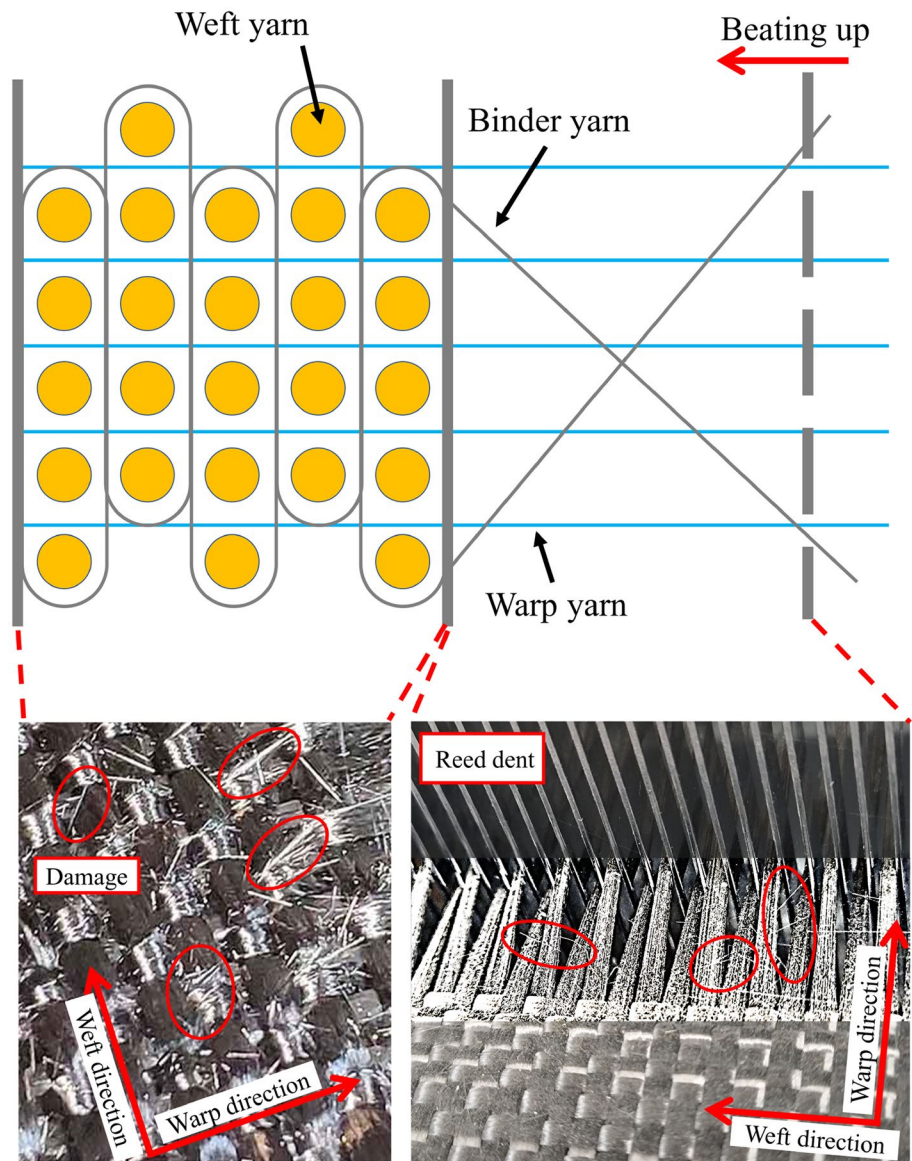 Weft yarn
Beating up
Binder yarn
Warp yarn
Reed dent
Damage
Weft direction
Warp direction
Warp direction
Weft direction